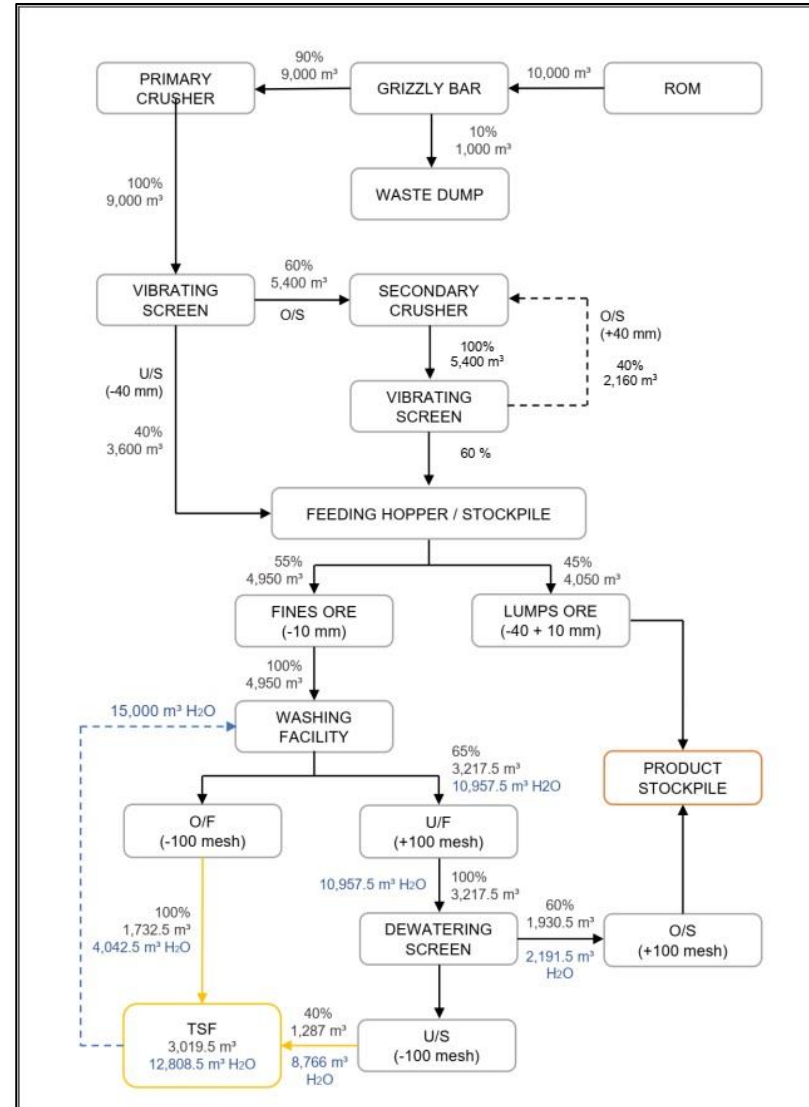 90%
9,000 m³
10,000 m³
PRIMARY
CRUSHER
GRIZZLY BAR
ROM
10%
1,000 m³
WASTE DUMP
100%
9,000 m³
60%
5,400 m³
VIBRATING
SCREEN
O/S
SECONDARY
CRUSHER
O/S
(+40 mm)
40%
2,160 m³
100%
5,400 m³
U/S
(-40 mm)
40%
3,600 m³
VIBRATING
SCREEN
60 %
FEEDING HOPPER / STOCKPILE
55%
4,950 m³
45%
4,050 m³
FINES ORE
(-10 mm)
LUMPS ORE
(-40 + 10 mm)
100%
4,950 m³
15,000 m³ H2O
WASHING
FACILITY
65%
3,217.5 m³
10,957.5 m³ H2O
PRODUCT
STOCKPILE
O/F
(-100 mesh)
U/F
(+100 mesh)
10,957.5 m³ H2O
100%
3,217.5 m³
100%
1,732.5 m³
4,042.5 m³ H2O
DEWATERING
SCREEN
60%
1,930.5 m³
2,191.5 m³
H2O
O/S
(+100 mesh)
TSF
3,019.5 m³
12,808.5 m³ H2O
40%
1,287 m³
8,766 m³
H2O
U/S
(-100 mesh)